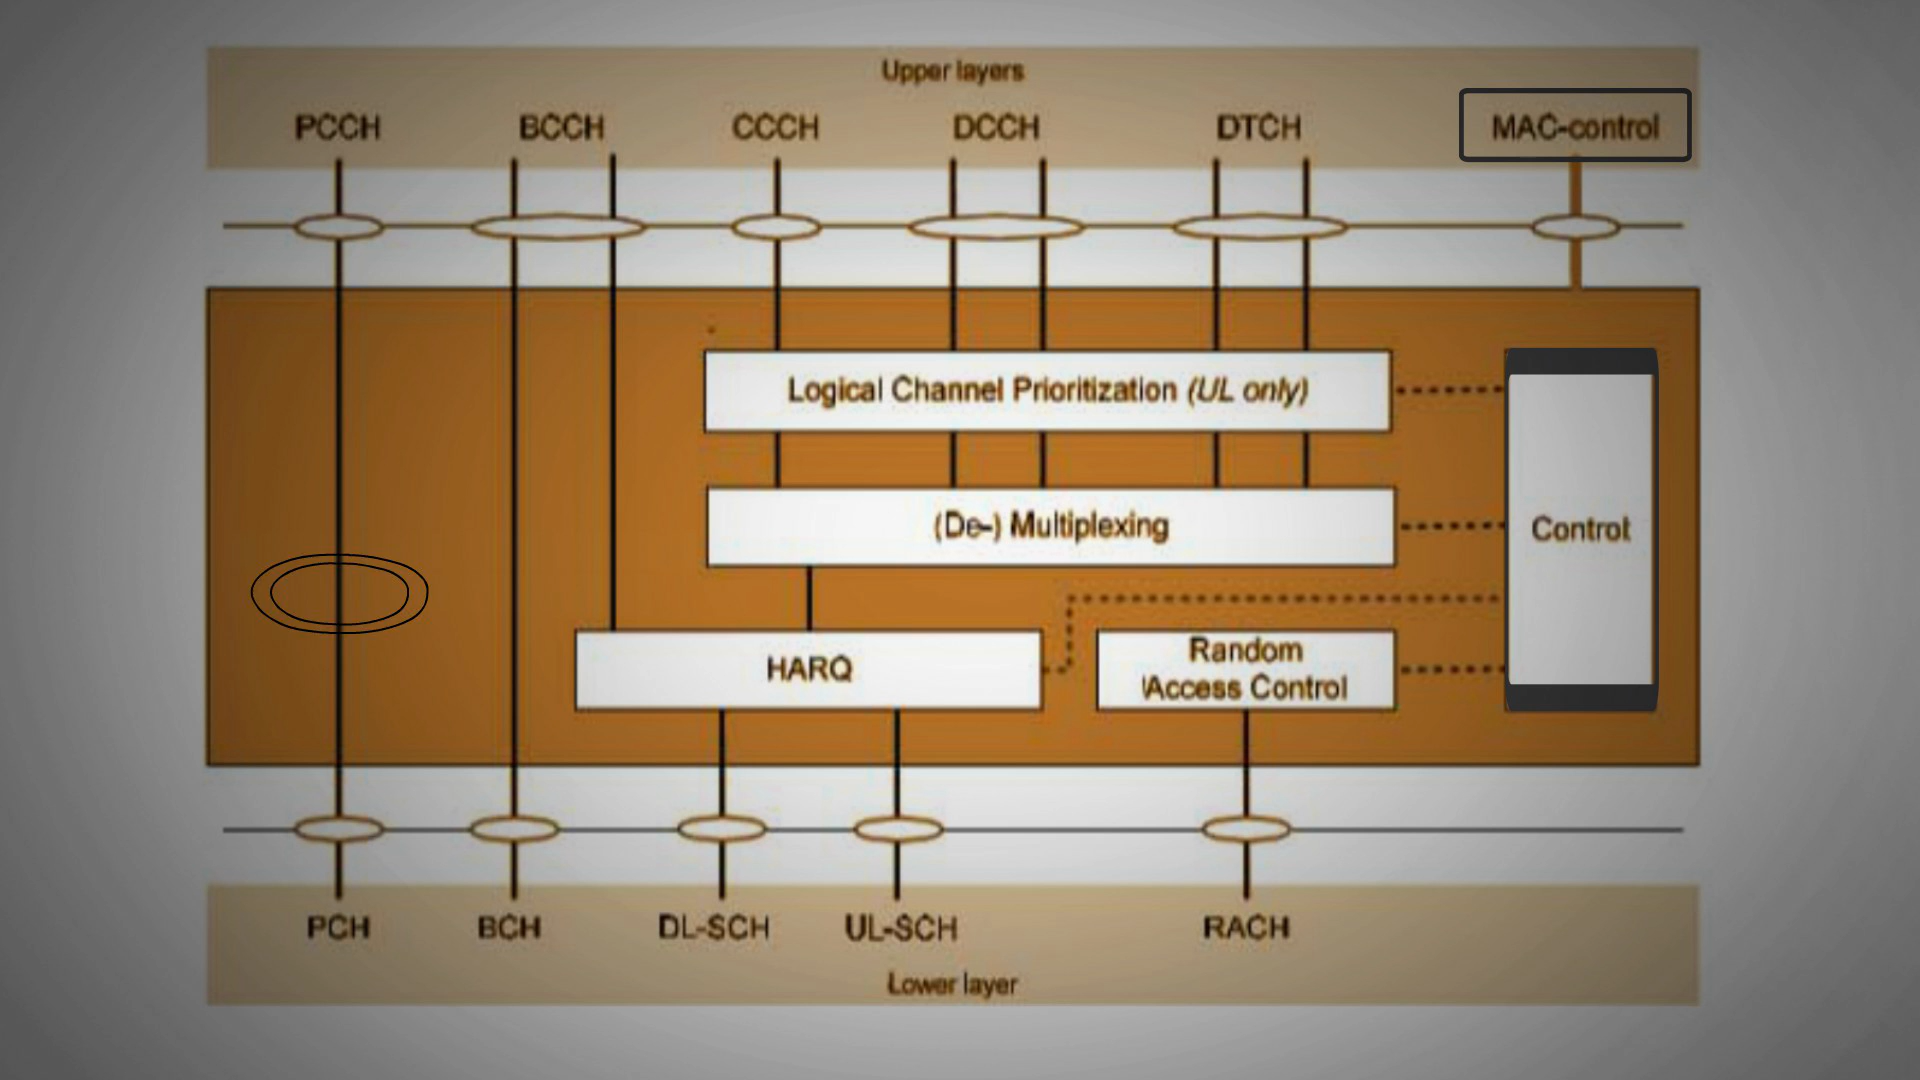 Upper layers
PCCH BCCH CCCH DCCH DTCH MAC-control
Logical Channel Prioritization (UL only)
(De-) Multiplexing
Control
HARQ
Random
Access Control
PCH BCH DL-SCH UL-SCH RACH
Lower layer